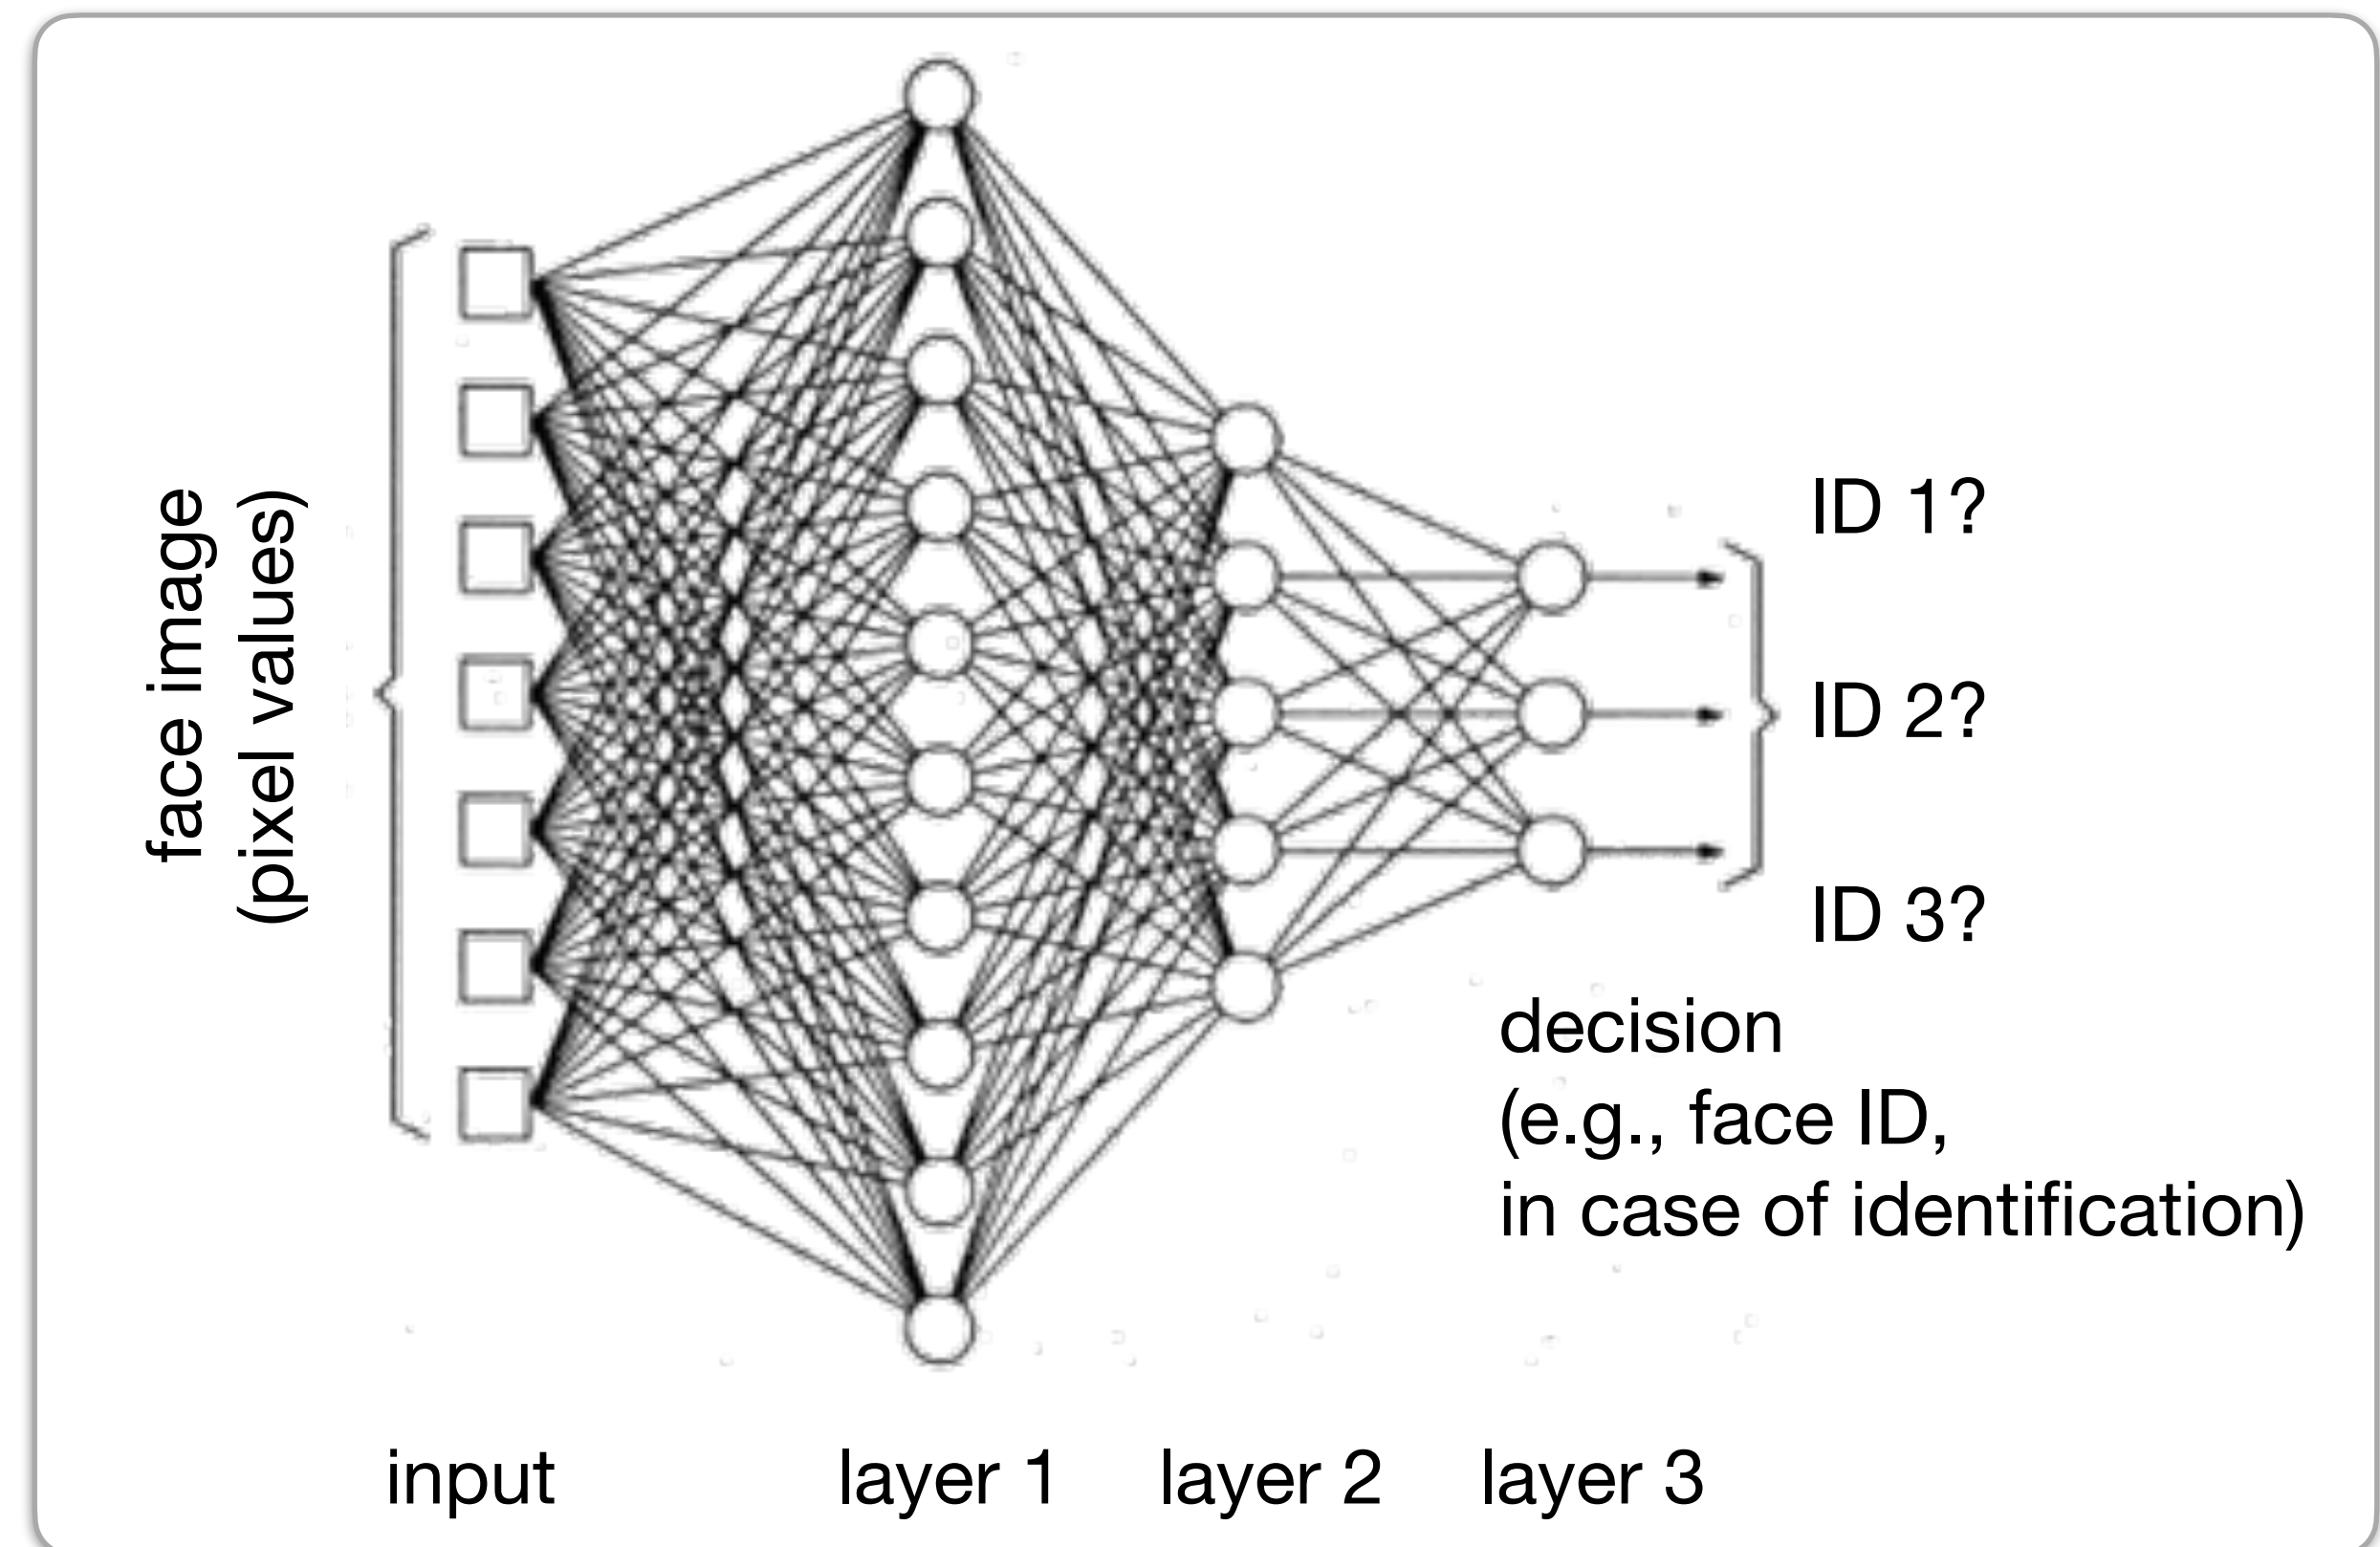 face image
(pixel values)
ID 1?
ID 2?
ID 3?
decision
(e.g., face ID,
in case of identification)
input
layer 1
layer 2
layer 3